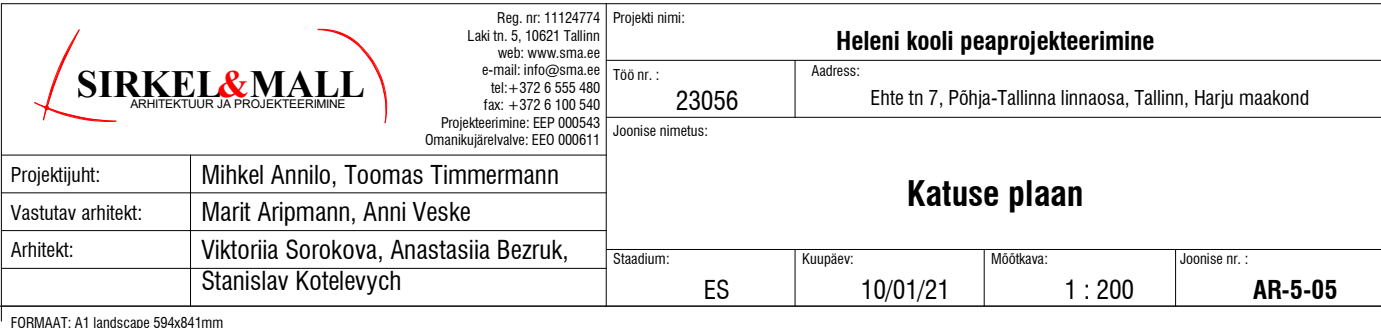 SIRKEL&MALL
ARHITEKTUUR JA PROJEKTEERIMINE
Reg. nr: 11124774
Laki tn. 5, 10621 Tallinn
web: www.sma.ee
e-mail: info@sma.ee
tel:+372 6 555 480
fax: +372 6 100 540
Projekteerimine: EEP 000543
Omanikujärelvalve: EEO 000611
Projekti nimi:
Heleni kooli peaprojekteerimine
Töö nr. :
23056
Aadress:
Ehte tn 7, Põhja-Tallinna linnaosa, Tallinn, Harju maakond
Joonise nimetus:
Katuse plaan
Projektijuht: Mihkel Annilo, Toomas Timmermann
Vastutav arhitekt: Marit Aripmann, Anni Veske
Arhitekt: Viktoriia Sorokova, Anastasiia Bezruk,
Stanislav Kotelevych
Staadium:
ES
Kuupäev:
10/01/21
Mõõtkava:
1 : 200
Joonise nr. :
AR-5-05
FORMAAT: A1 landscape 594x841mm